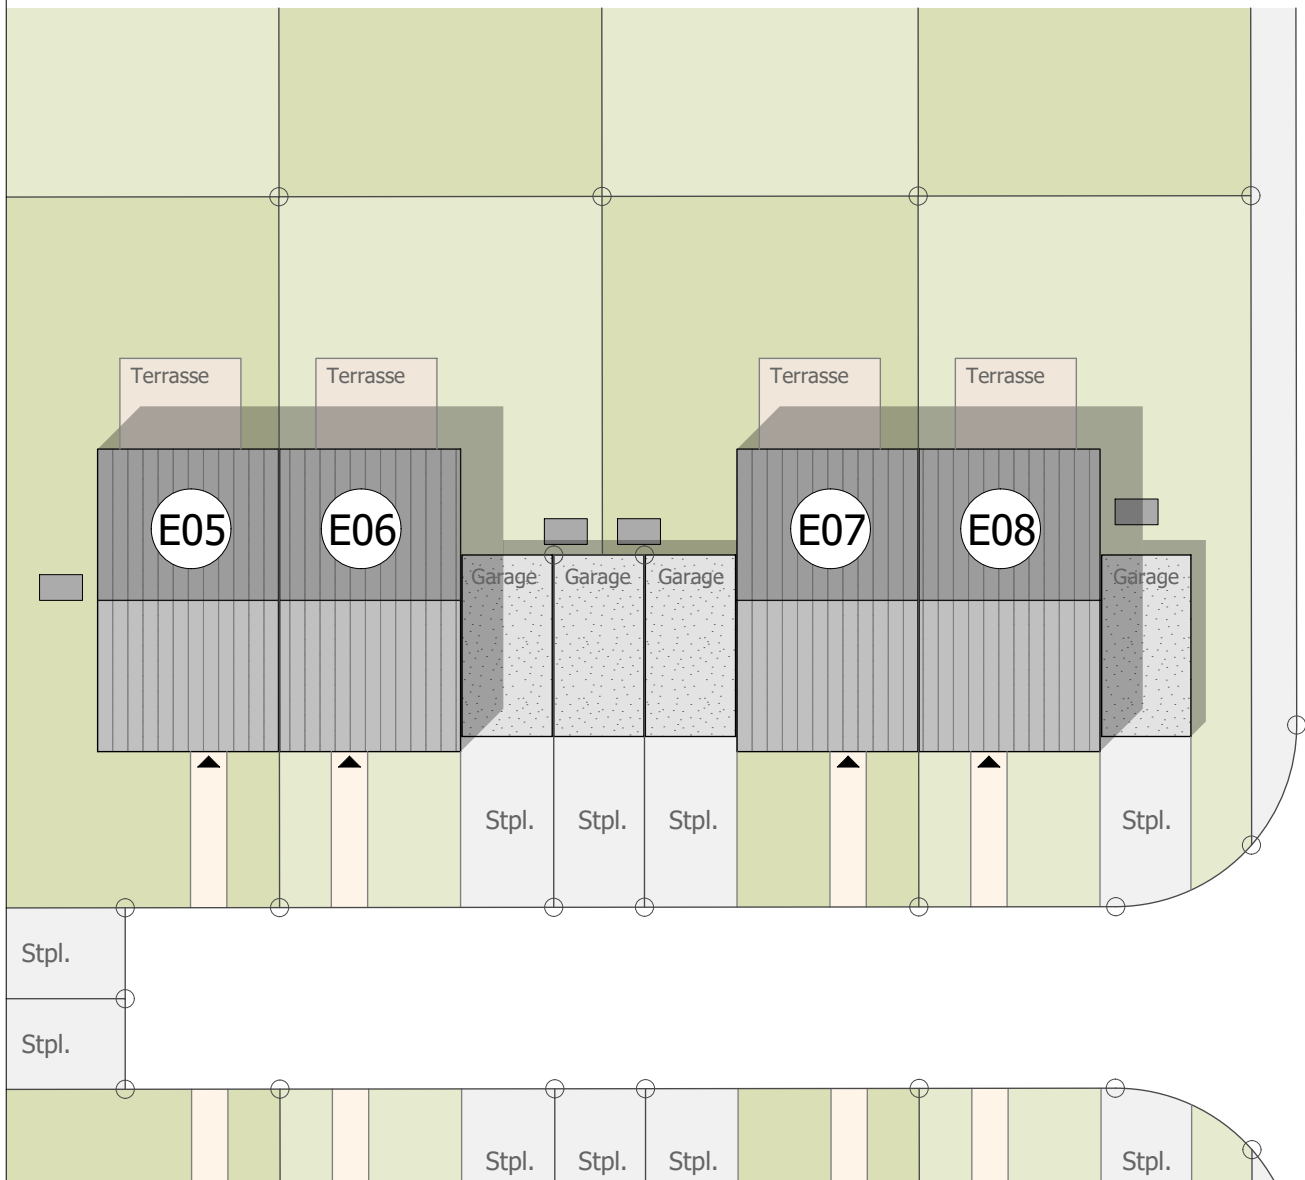 Terrasse Terrasse Terrasse Terrasse
E05 E06 E07 E08
Garage Garage Garage Garage
Stpl. Stpl. Stpl. Stpl.
Stpl.
Stpl.
Stpl. Stpl. Stpl. Stpl.